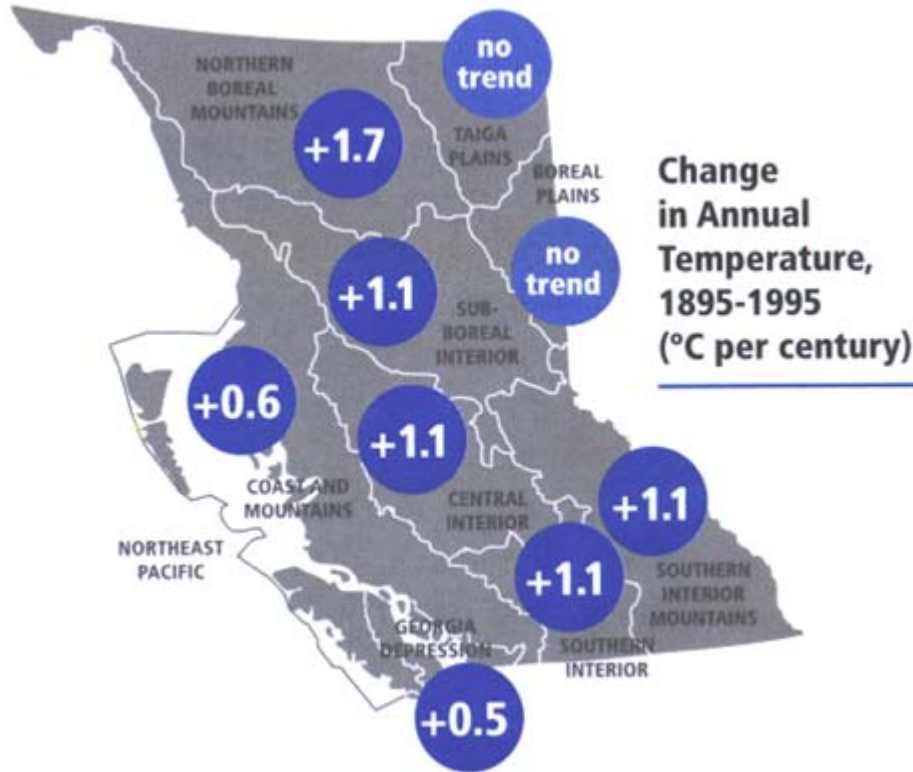 no
trend
NORTHERN
BOREAL
MOUNTAINS
+1.7
TAIGA
PLAINS
BOREAL
PLAINS
Change
in Annual
Temperature,
1895-1995
(°C per century)
no
trend
+1.1
SUB-
BOREAL
INTERIOR
+0.6
+1.1
COAST AND
MOUNTAINS
CENTRAL
INTERIOR
+1.1
NORTHEAST
PACIFIC
+1.1
SOUTHERN
INTERIOR
MOUNTAINS
GEORGIA
DEPRESSION
SOUTHERN
INTERIOR
+0.5